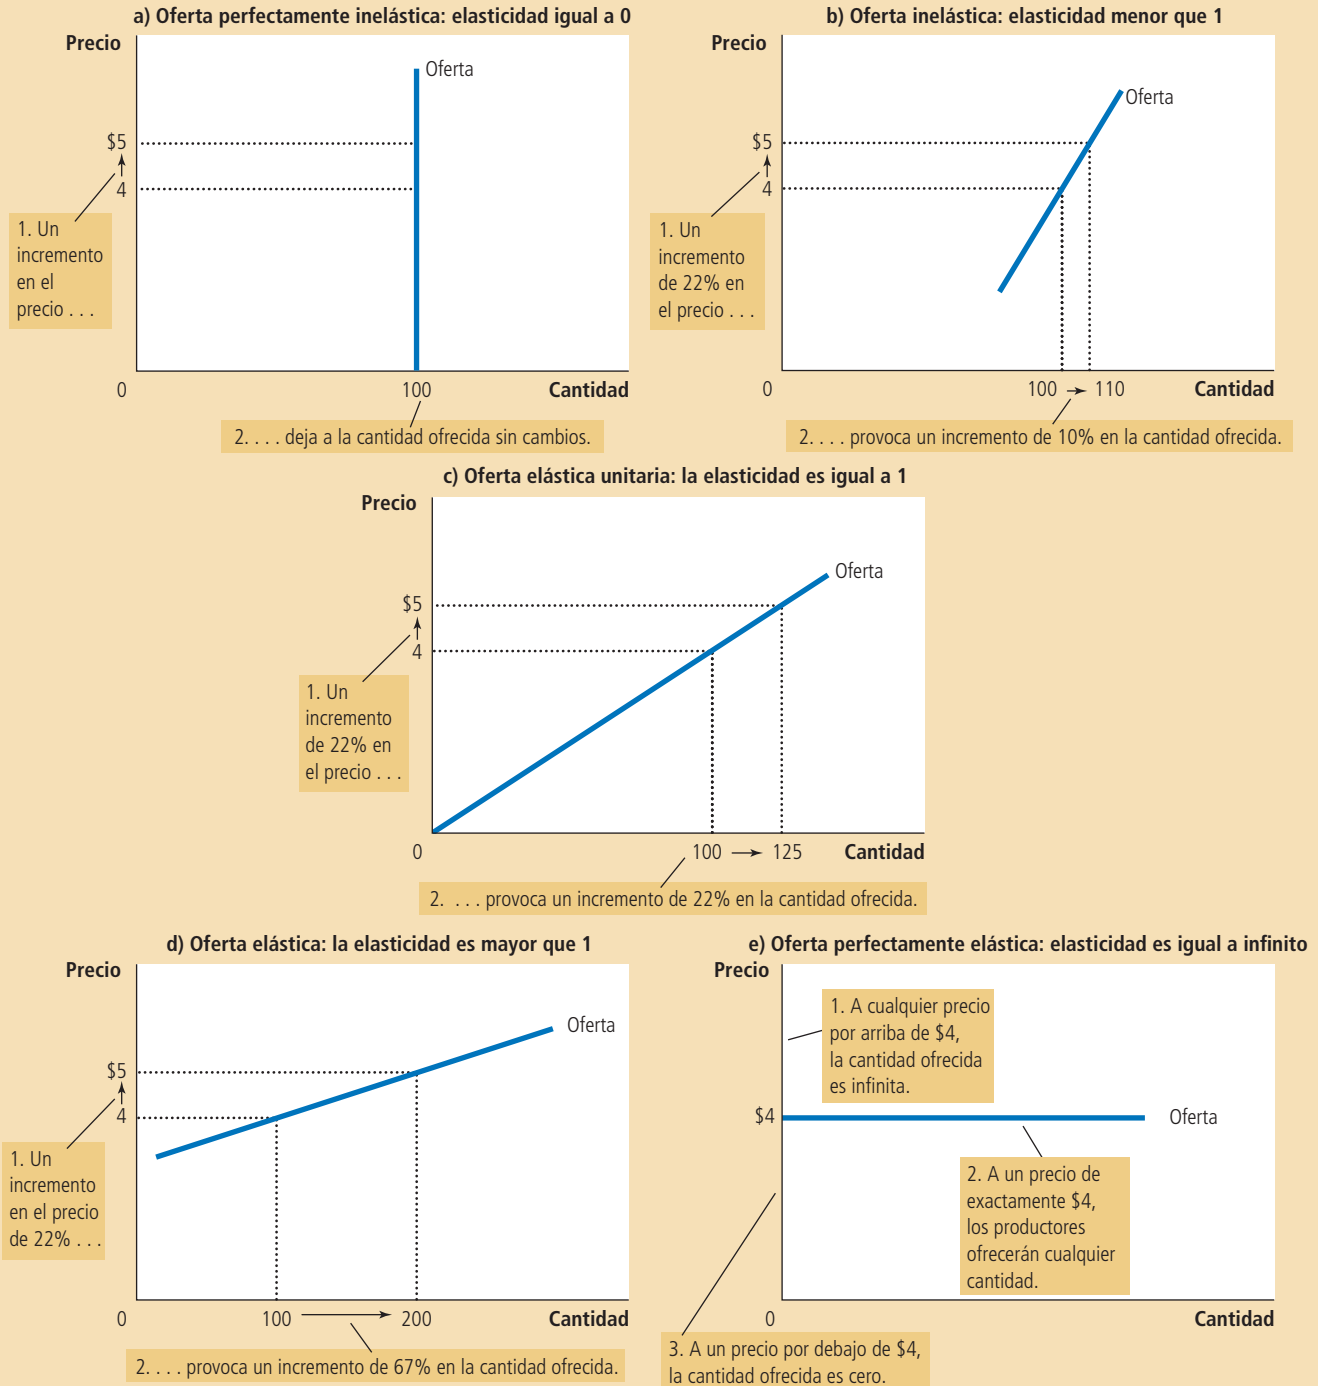 a) Oferta perfectamente inelástica: elasticidad igual a 0
Precio
Oferta
$5
4
1. Un
incremento
en el
precio . . .
0
100
Cantidad
2. . . . deja a la cantidad ofrecida sin cambios.
b) Oferta inelástica: elasticidad menor que 1
Precio
Oferta
$5
4
1. Un
incremento
de 22% en
el precio . . .
0
100
110
Cantidad
2. . . . provoca un incremento de 10% en la cantidad ofrecida.
c) Oferta elástica unitaria: la elasticidad es igual a 1
Precio
Oferta
$5
4
1. Un
incremento
de 22% en
el precio . . .
0
100
125
Cantidad
2. . . . provoca un incremento de 22% en la cantidad ofrecida.
d) Oferta elástica: la elasticidad es mayor que 1
Precio
Oferta
$5
4
1. Un
incremento
en el precio
de 22% . . .
0
100
200
Cantidad
2. . . . provoca un incremento de 67% en la cantidad ofrecida.
e) Oferta perfectamente elástica: elasticidad es igual a infinito
Precio
1. A cualquier precio
por arriba de $4,
la cantidad ofrecida
es infinita.
$4
Oferta
2. A un precio de
exactamente $4,
los productores
ofrecerán cualquier
cantidad.
0
Cantidad
3. A un precio por debajo de $4,
la cantidad ofrecida es cero.